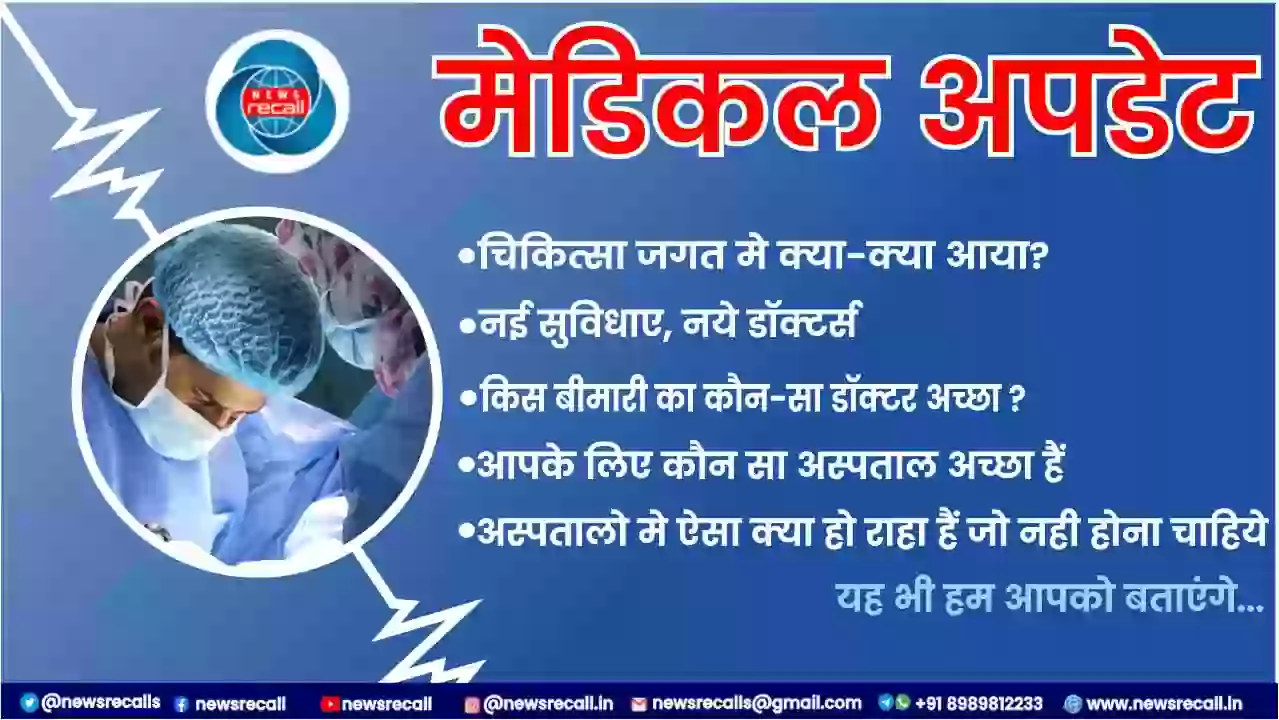 NEWS
recall
मेडिकल अपडेट
•चिकित्सा जगत मे क्या-क्या आया?
•नई सुविधाए, नये डॉक्टर्स
•किस बीमारी का कौन-सा डॉक्टर अच्छा ?
•आपके लिए कौन सा अस्पताल अच्छा हैं
•अस्पतालो मे ऐसा क्या हो राहा हैं जो नही होना चाहिये
यह भी हम आपको बताएंगे...
@newsrecalls newsrecall newsrecall @newsrecall.in newsrecalls@gmail.com +91 8989812233 www.newsrecall.in